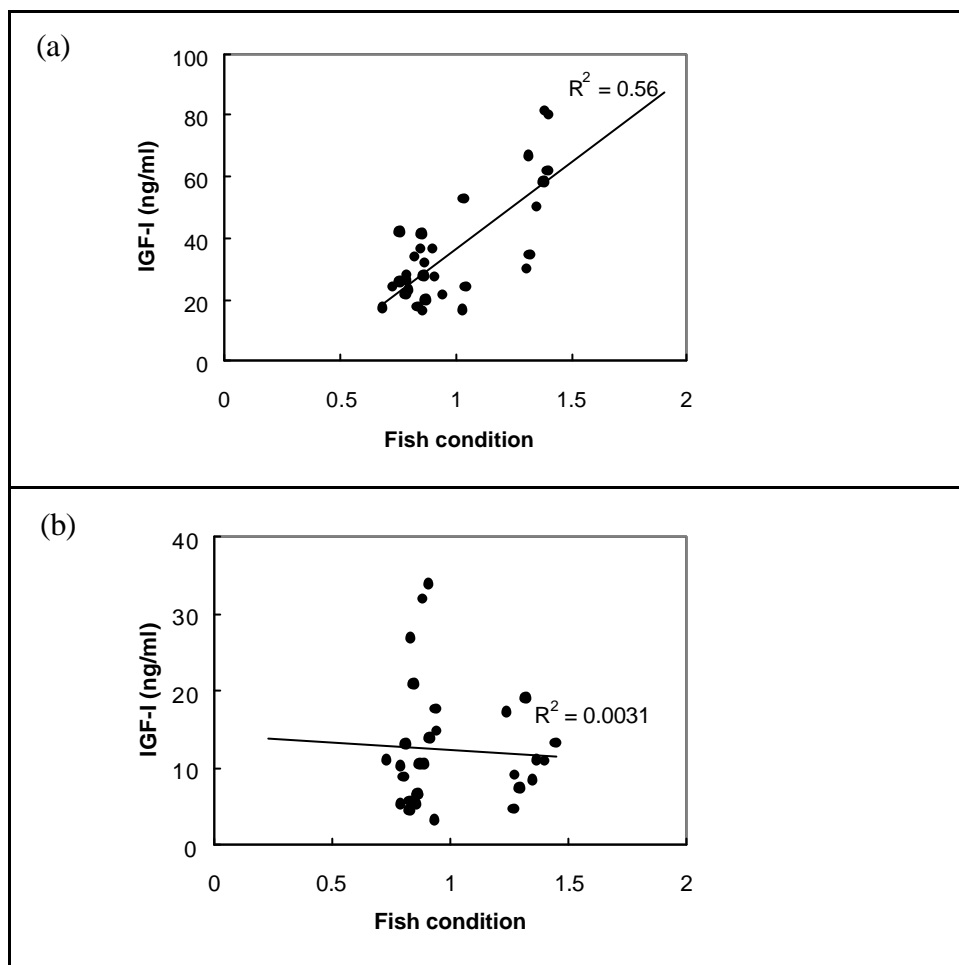 (a)
100
80
60
40
20
0
IGF-I (ng/ml)
R² = 0.56
0 0.5 1 1.5 2
Fish condition
(b)
40
30
20
10
0
IGF-I (ng/ml)
R² = 0.0031
0 0.5 1 1.5 2
Fish condition